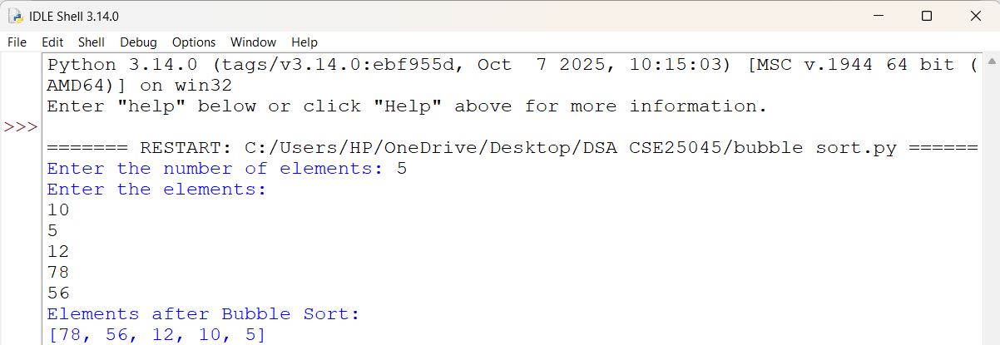 IDLE Shell 3.14.0
File Edit Shell Debug Options Window Help
Python 3.14.0 (tags/v3.14.0:ebf955d, Oct  7 2025, 10:15:03) [MSC v.1944 64 bit (
AMD64)] on win32
Enter "help" below or click "Help" above for more information.
>>>
======= RESTART: C:/Users/HP/OneDrive/Desktop/DSA CSE25045/bubble sort.py ======
Enter the number of elements: 5
Enter the elements:
10
5
12
78
56
Elements after Bubble Sort:
[78, 56, 12, 10, 5]